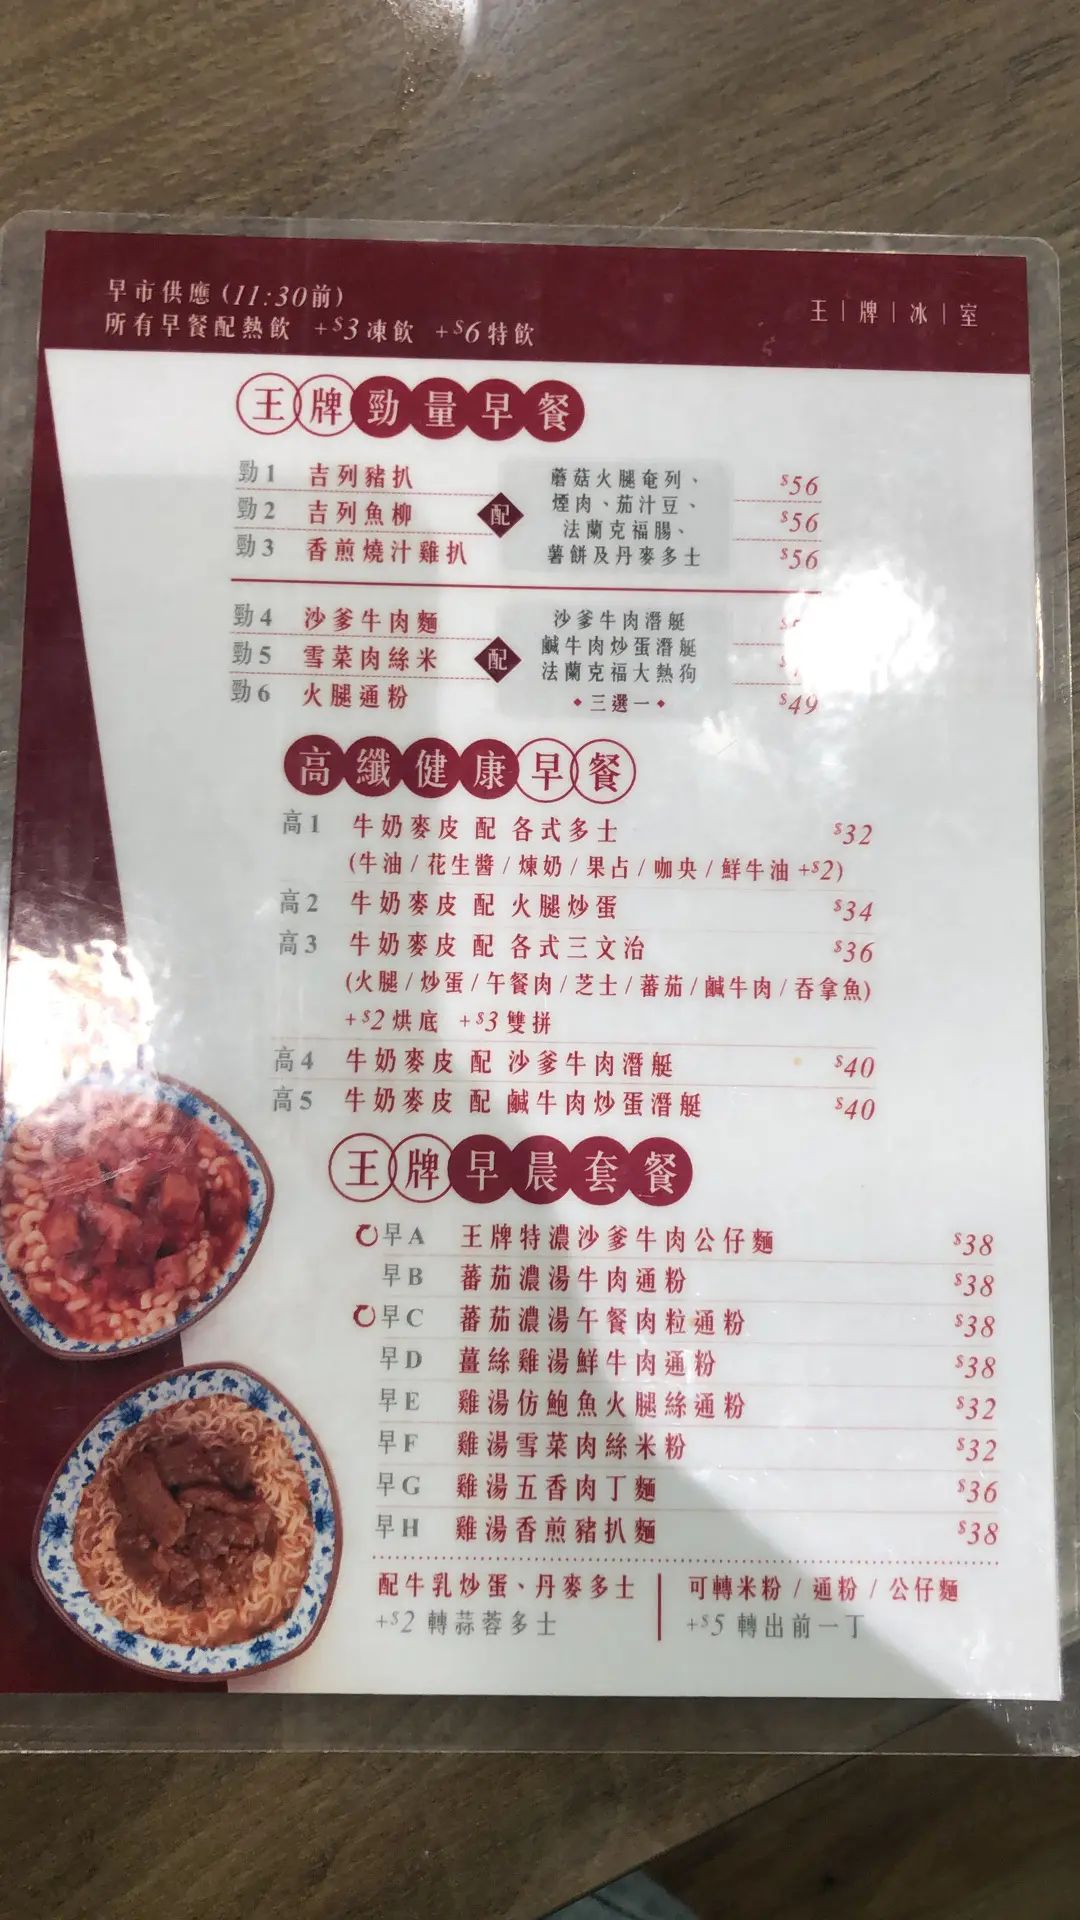 早市供應 (11:30前)
所有早餐配熱飲 +$3凍飲 +$6特飲
王|牌|冰|室
王牌勁量早餐
勁1 吉列豬扒 $56
勁2 吉列魚柳 $56
勁3 香煎燒汁雞扒 $56
配
蘑菇火腿奄列、
煙肉、茄汁豆、
法蘭克福腸、
薯餅及丹麥多士
勁4 沙爹牛肉麵
勁5 雪菜肉絲米
勁6 火腿通粉 $49
配
沙爹牛肉潛艇
鹹牛肉炒蛋潛艇
法蘭克福大熱狗
•三選一•
高纖健康早餐
高1 牛奶麥皮 配 各式多士 $32
(牛油/花生醬/煉奶/果占/咖央/鮮牛油+$2)
高2 牛奶麥皮 配 火腿炒蛋 $34
高3 牛奶麥皮 配 各式三文治 $36
(火腿/炒蛋/午餐肉/芝士/蕃茄/鹹牛肉/吞拿魚)
+$2烘底 +$3雙拼
高4 牛奶麥皮 配 沙爹牛肉潛艇 $40
高5 牛奶麥皮 配 鹹牛肉炒蛋潛艇 $40
王牌早晨套餐
早A 王牌特濃沙爹牛肉公仔麵 $38
早B 蕃茄濃湯牛肉通粉 $38
早C 蕃茄濃湯午餐肉粒通粉 $38
早D 薑絲雞湯鮮牛肉通粉 $38
早E 雞湯仿鮑魚火腿絲通粉 $32
早F 雞湯雪菜肉絲米粉 $32
早G 雞湯五香肉丁麵 $36
早H 雞湯香煎豬扒麵 $38
配牛乳炒蛋、丹麥多士
+$2 轉蒜蓉多士
可轉米粉/通粉/公仔麵
+$5 轉出前一丁